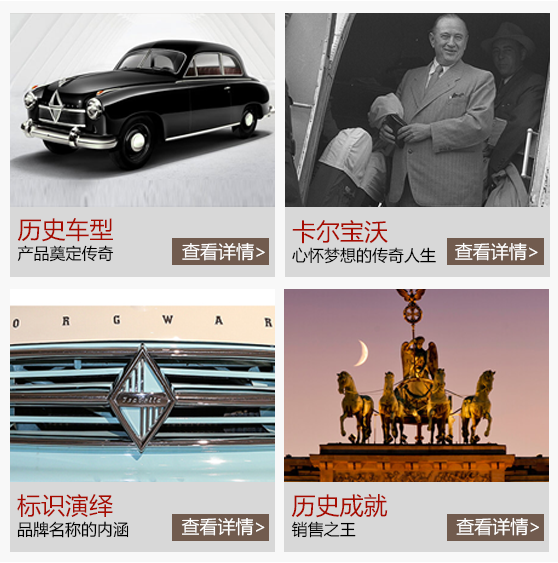 历史车型
产品奠定传奇
查看详情>
卡尔宝沃
心怀梦想的传奇人生
查看详情>
O R G W A R
Isabella
标识演绎
品牌名称的内涵
查看详情>
历史成就
销售之王
查看详情>